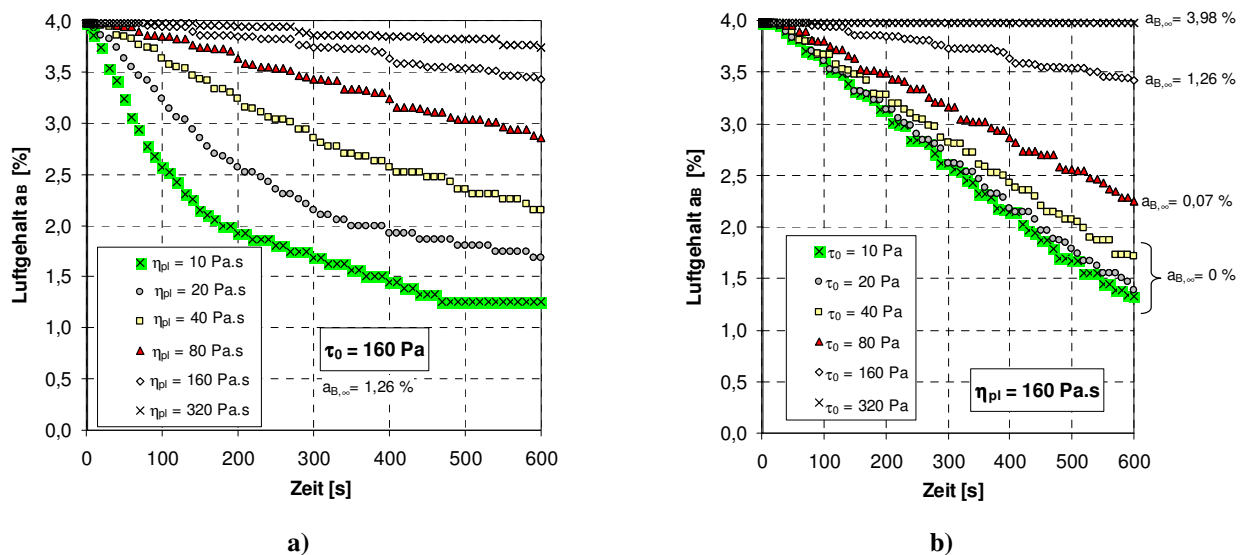 4,0
3,5
3,0
2,5
2,0
1,5
1,0
0,5
0,0
Luftgehalt aB [%]
ηpl = 10 Pa.s
ηpl = 20 Pa.s
ηpl = 40 Pa.s
ηpl = 80 Pa.s
ηpl = 160 Pa.s
ηpl = 320 Pa.s
τ0 = 160 Pa
aB,∞= 1,26 %
0 100 200 300 400 500 600
Zeit [s]
a)
4,0
3,5
3,0
2,5
2,0
1,5
1,0
0,5
0,0
Luftgehalt aB [%]
τ0 = 10 Pa
τ0 = 20 Pa
τ0 = 40 Pa
τ0 = 80 Pa
τ0 = 160 Pa
τ0 = 320 Pa
ηpl = 160 Pa.s
aB,∞= 3,98 %
aB,∞= 1,26 %
aB,∞= 0,07 %
aB,∞= 0 %
0 100 200 300 400 500 600
Zeit [s]
b)